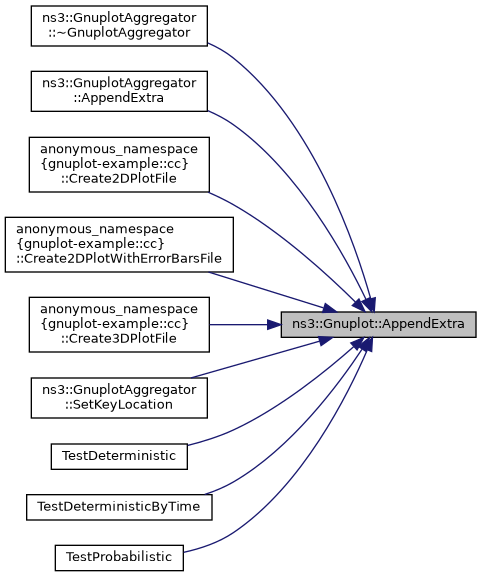 ns3::GnuplotAggregator
::~GnuplotAggregator
ns3::GnuplotAggregator
::AppendExtra
anonymous_namespace
{gnuplot-example::cc}
::Create2DPlotFile
anonymous_namespace
{gnuplot-example::cc}
::Create2DPlotWithErrorBarsFile
anonymous_namespace
{gnuplot-example::cc}
::Create3DPlotFile
ns3::Gnuplot::AppendExtra
ns3::GnuplotAggregator
::SetKeyLocation
TestDeterministic
TestDeterministicByTime
TestProbabilistic